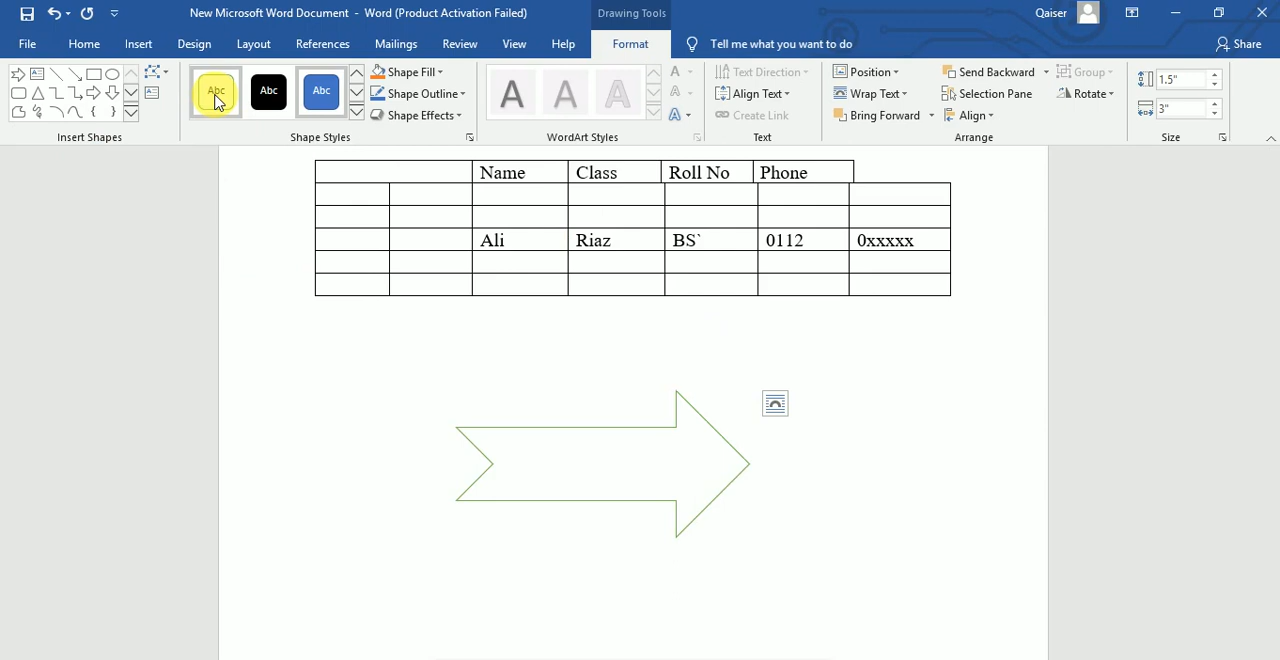 New Microsoft Word Document - Word (Product Activation Failed)
Drawing Tools
Qaiser
File Home Insert Design Layout References Mailings Review View Help Format Tell me what you want to do Share
Abc Abc Abc
Shape Fill
Shape Outline
Shape Effects
A A A
A
A
A
Text Direction
Align Text
Create Link
Position
Wrap Text
Bring Forward
Send Backward
Selection Pane
Align
Group
Rotate
1.5"
3"
Insert Shapes Shape Styles WordArt Styles Text Arrange Size
Name Class Roll No Phone
Ali Riaz BS` 0112 0xxxxx